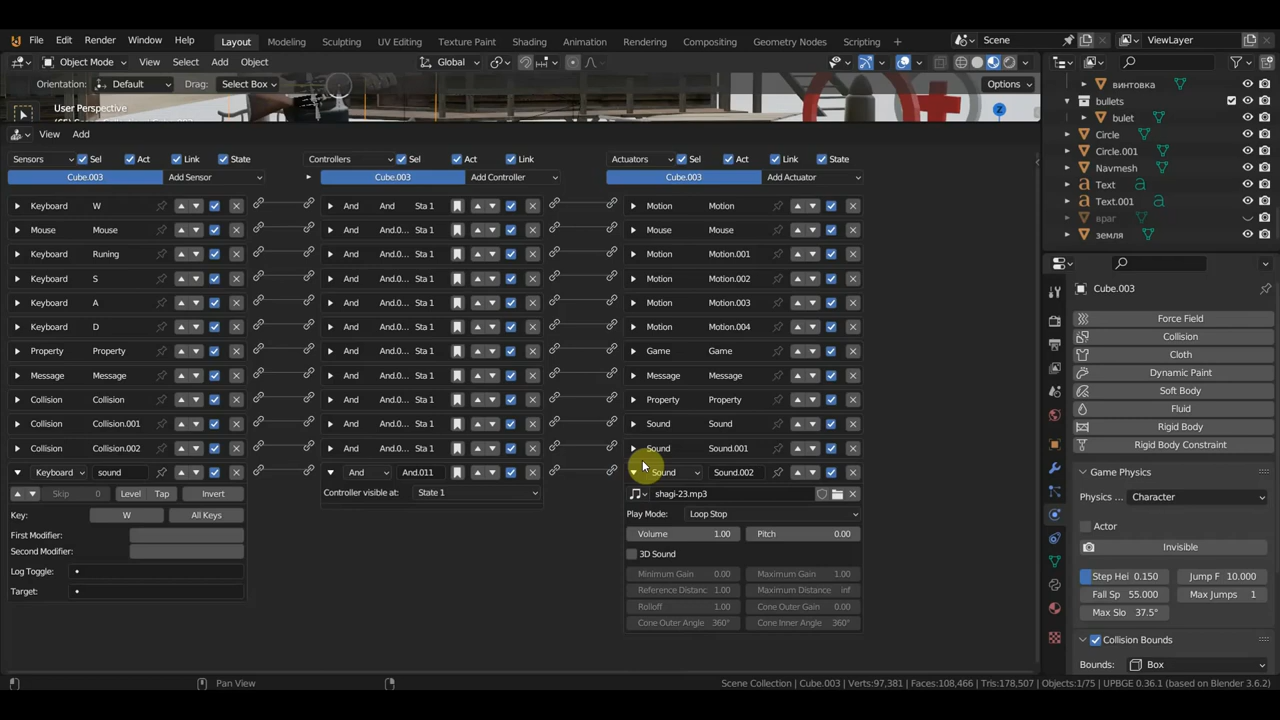 File Edit Render Window Help Layout Modeling Sculpting UV Editing Texture Paint Shading Animation Rendering Compositing Geometry Nodes Scripting + Scene ViewLayer
Object Mode View Select Add Object Global Options
Orientation: Default Drag: Select Box
User Perspective
винтовка
bullets
bulet
Circle
Circle.001
Navmesh
Text
Text.001
враг
земля
View Add
Sensors Sel Act Link State Controllers Sel Act Link Actuators Sel Act Link State
Cube.003 Add Sensor Cube.003 Add Controller Cube.003 Add Actuator
Keyboard W And And Sta 1 Motion Motion
Mouse Mouse And And.0... Sta 1 Mouse Mouse
Keyboard Runing And And.0... Sta 1 Motion Motion.001
Keyboard S And And.0... Sta 1 Motion Motion.002
Keyboard A And And.0... Sta 1 Motion Motion.003
Keyboard D And And.0... Sta 1 Motion Motion.004
Property Property And And.0... Sta 1 Game Game
Message Message And And.0... Sta 1 Message Message
Collision Collision And And.0... Sta 1 Property Property
Collision Collision.001 And And.0... Sta 1 Sound Sound
Collision Collision.002 And And.0... Sta 1 Sound Sound.001
Keyboard sound And And.011 Sound Sound.002
Skip 0 Level Tap Invert Controller visible at: State 1 shagi-23.mp3
Key: W All Keys Play Mode: Loop Stop
First Modifier: Volume 1.00 Pitch 0.00
Second Modifier: 3D Sound
Log Toggle: Minimum Gain 0.00 Maximum Gain 1.00
Target: Reference Distanc 1.00 Maximum Distance inf
Rolloff 1.00 Cone Outer Gain 0.00
Cone Outer Angle 360° Cone Inner Angle 360°
Cube.003
Force Field
Collision
Cloth
Dynamic Paint
Soft Body
Fluid
Rigid Body
Rigid Body Constraint
Game Physics
Physics ... Character
Actor
Invisible
Step Hei 0.150 Jump F 10.000
Fall Sp 55.000 Max Jumps 1
Max Slo 37.5°
Collision Bounds
Bounds: Box
Pan View Scene Collection | Cube.003 | Verts:97,381 | Faces:108,466 | Tris:178,507 | Objects:1/75 | UPBGE 0.36.1 (based on Blender 3.6.2)